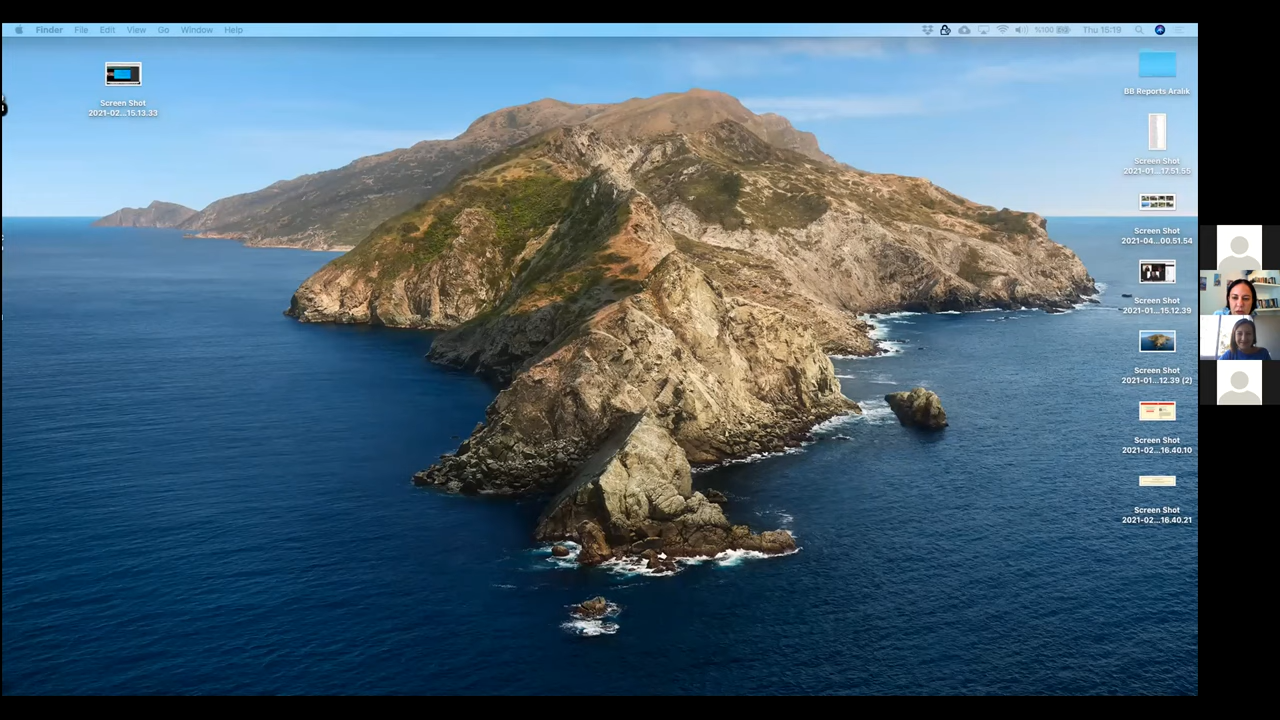 Finder File Edit View Go Window Help
%100
Thu 15:19
Screen Shot
2021-02...15.13.33
BB Reports Aralık
Screen Shot
2021-01...17.51.55
Screen Shot
2021-04...00.51.54
Screen Shot
2021-01...15.12.39
Screen Shot
2021-01...12.39 (2)
Screen Shot
2021-02...16.40.10
Screen Shot
2021-02...16.40.21